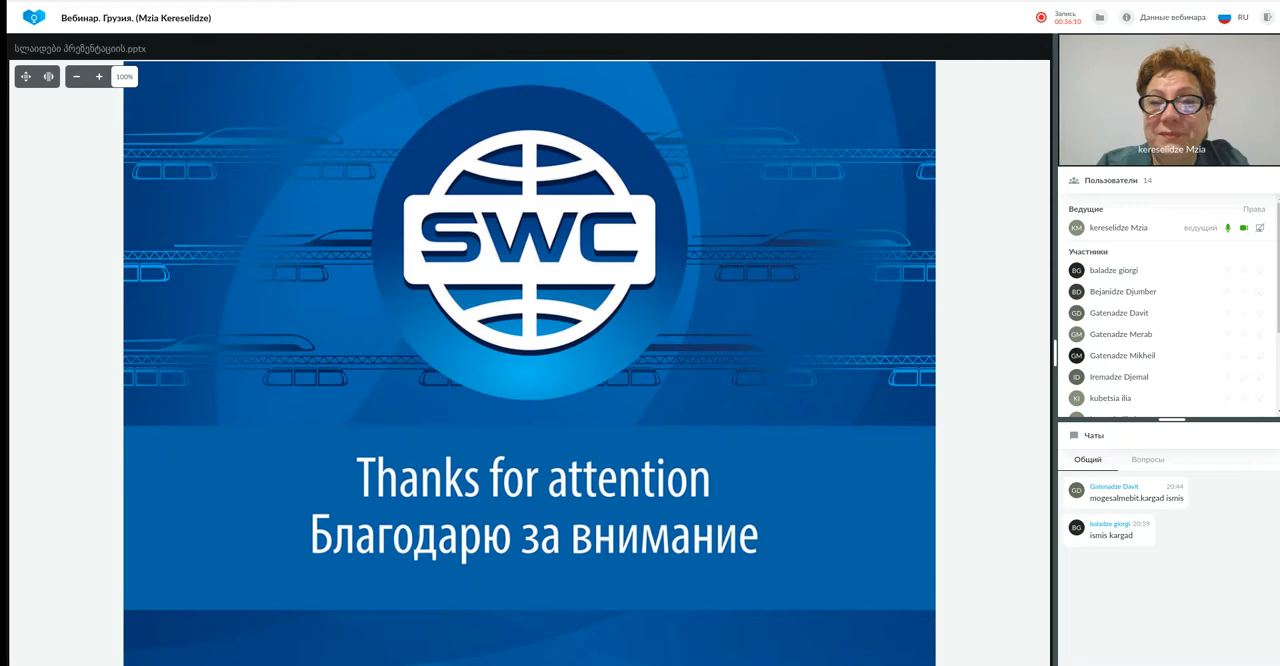 Вебинар. Грузия. (Mzia Kereselidze)
Запись
00:36:10
Данные вебинара
RU
სლაიდები პრეზენტაციის.pptx
100%
SWC
Thanks for attention
Благодарю за внимание
kereselidze Mzia
Пользователи 14
Ведущие Права
KM kereselidze Mzia ведущий
Участники
BG baladze giorgi
BD Bejanidze Djumber
GD Gatenadze Davit
GM Gatenadze Merab
GM Gatenadze Mikheil
ID Iremadze Djemal
KI kubetsia ilia
Чаты
Общий Вопросы
GD Gatenadze Davit 20:44
mogesalmebit.kargad ismis
BG baladze giorgi 20:59
ismis kargad